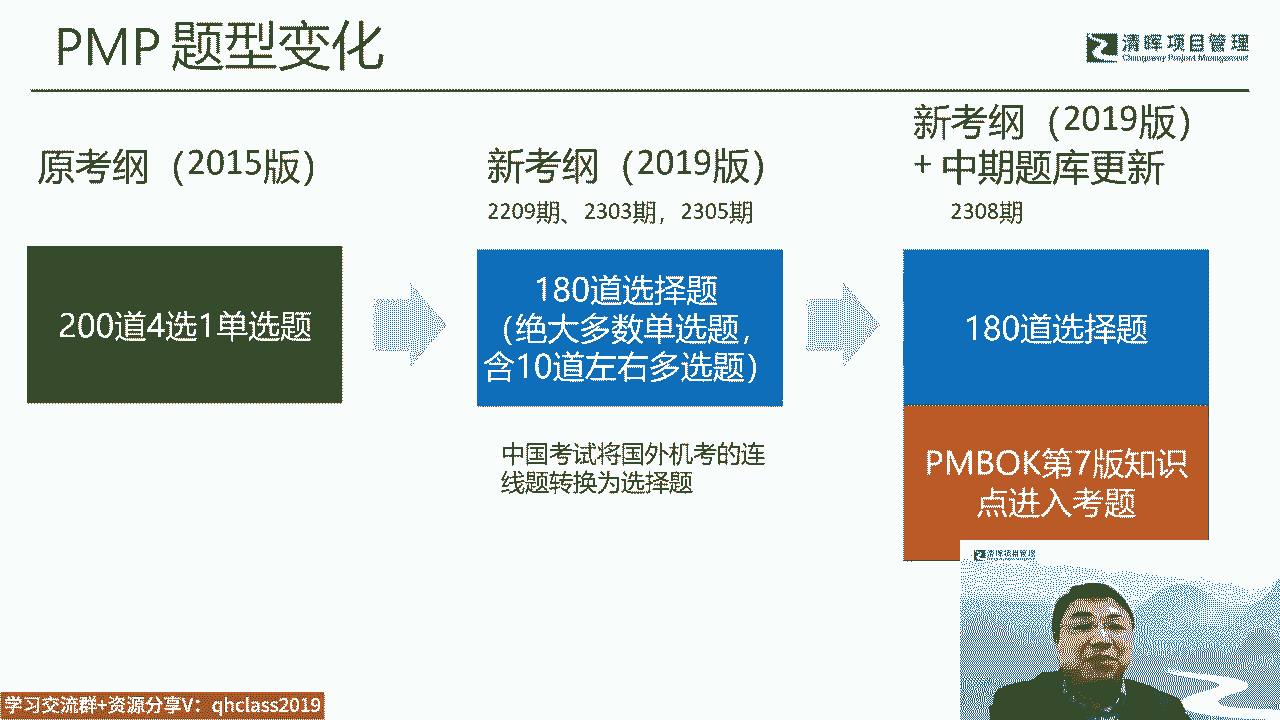 PMP 题型变化
清晖项目管理
Changqway Project Management
原考纲（2015版）
200道4选1单选题
新考纲（2019版）
2209期、2303期，2305期
180道选择题
（绝大多数单选题，
含10道左右多选题）
中国考试将国外机考的连
线题转换为选择题
新考纲（2019版）
+ 中期题库更新
2308期
180道选择题
PMBOK第7版知识
点进入考题
清晖项目管理
学习交流群+资源分享V：qhclass2019